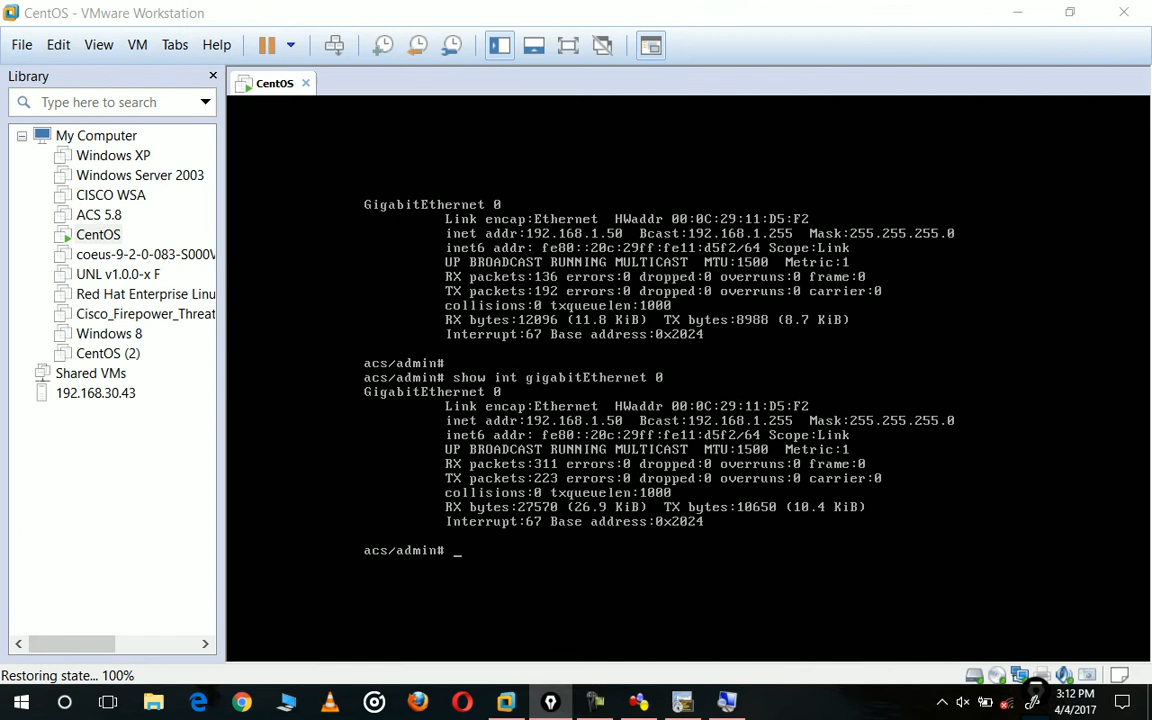 CentOS - VMware Workstation
File Edit View VM Tabs Help
Library
CentOS
Type here to search
My Computer
Windows XP
Windows Server 2003
CISCO WSA
ACS 5.8
CentOS
coeus-9-2-0-083-S000V
UNL v1.0.0-x F
Red Hat Enterprise Linu
Cisco_Firepower_Threat
Windows 8
CentOS (2)
Shared VMs
192.168.30.43
GigabitEthernet 0
Link encap:Ethernet HWaddr 00:0C:29:11:D5:F2
inet addr:192.168.1.50 Bcast:192.168.1.255 Mask:255.255.255.0
inet6 addr: fe80::20c:29ff:fe11:d5f2/64 Scope:Link
UP BROADCAST RUNNING MULTICAST MTU:1500 Metric:1
RX packets:136 errors:0 dropped:0 overruns:0 frame:0
TX packets:192 errors:0 dropped:0 overruns:0 carrier:0
collisions:0 txqueuelen:1000
RX bytes:12096 (11.8 KiB) TX bytes:8988 (8.7 KiB)
Interrupt:67 Base address:0x2024
acs/admin#
acs/admin# show int gigabitEthernet 0
GigabitEthernet 0
Link encap:Ethernet HWaddr 00:0C:29:11:D5:F2
inet addr:192.168.1.50 Bcast:192.168.1.255 Mask:255.255.255.0
inet6 addr: fe80::20c:29ff:fe11:d5f2/64 Scope:Link
UP BROADCAST RUNNING MULTICAST MTU:1500 Metric:1
RX packets:311 errors:0 dropped:0 overruns:0 frame:0
TX packets:223 errors:0 dropped:0 overruns:0 carrier:0
collisions:0 txqueuelen:1000
RX bytes:27570 (26.9 KiB) TX bytes:10650 (10.4 KiB)
Interrupt:67 Base address:0x2024
acs/admin# _
Restoring state... 100%
3:12 PM
4/4/2017